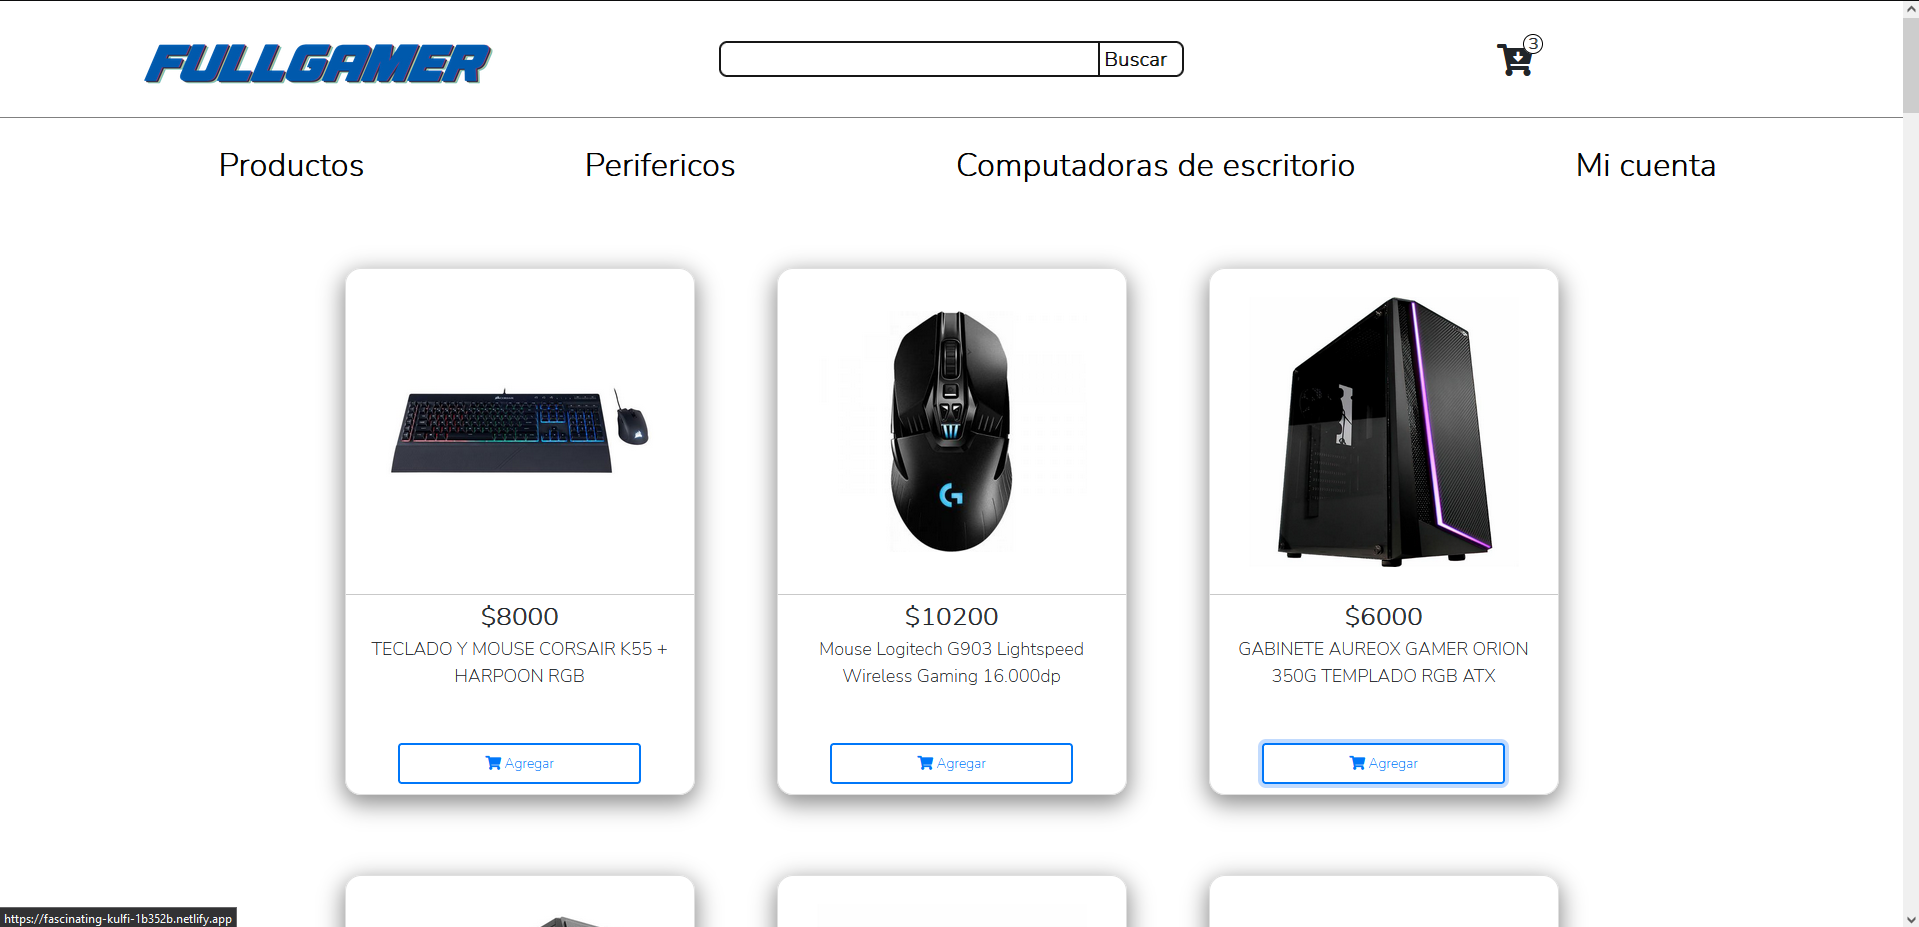 FULLGAMER
Buscar
3
Productos
Perifericos
Computadoras de escritorio
Mi cuenta
$8000
TECLADO Y MOUSE CORSAIR K55 +
HARPOON RGB
Agregar
$10200
Mouse Logitech G903 Lightspeed
Wireless Gaming 16.000dp
Agregar
$6000
GABINETE AUREOX GAMER ORION
350G TEMPLADO RGB ATX
Agregar
https://fascinating-kulfi-1b352b.netlify.app